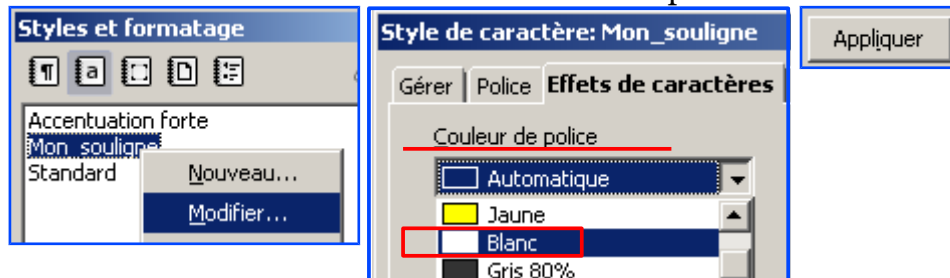 Styles et formatage
Accentuation forte
Mon_souligne
Standard
Nouveau...
Modifier...
Style de caractère: Mon_souligne
Gérer
Police
Effets de caractères
Couleur de police
Automatique
Jaune
Blanc
Gris 80%
Appliquer